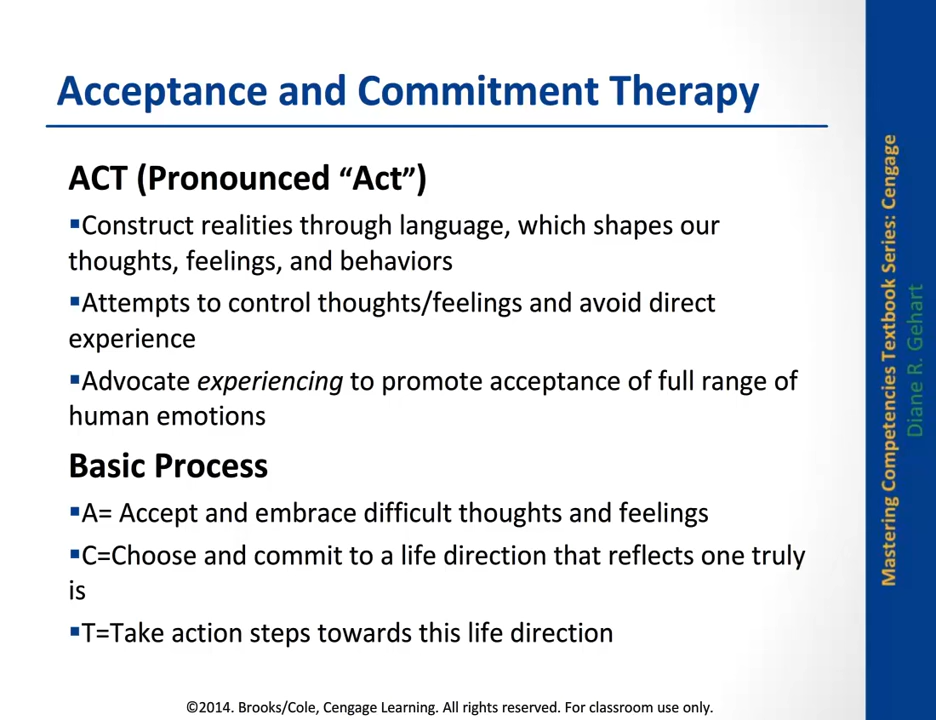 Acceptance and Commitment Therapy
ACT (Pronounced “Act”)
▪Construct realities through language, which shapes our
thoughts, feelings, and behaviors
▪Attempts to control thoughts/feelings and avoid direct
experience
▪Advocate experiencing to promote acceptance of full range of
human emotions
Basic Process
▪A= Accept and embrace difficult thoughts and feelings
▪C=Choose and commit to a life direction that reflects one truly
is
▪T=Take action steps towards this life direction
©2014. Brooks/Cole, Cengage Learning. All rights reserved. For classroom use only.
Mastering Competencies Textbook Series: Cengage
Diane R. Gehart